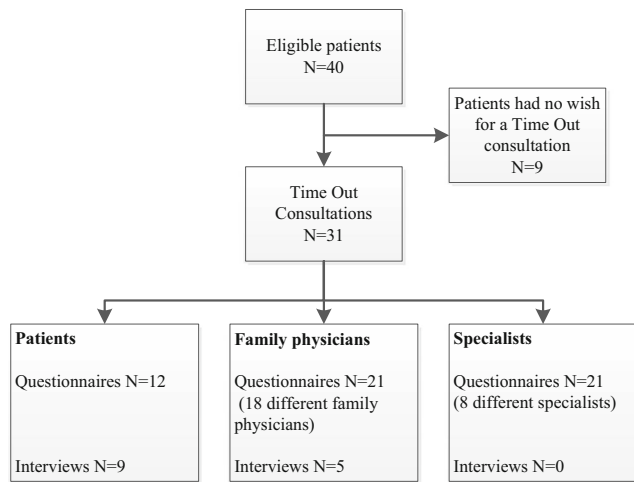 Eligible patients
N=40
Patients had no wish
for a Time Out
consultation
N=9
Time Out
Consultations
N=31
Patients
Questionnaires N=12
Interviews N=9
Family physicians
Questionnaires N=21
(18 different family
physicians)
Interviews N=5
Specialists
Questionnaires N=21
(8 different specialists)
Interviews N=0